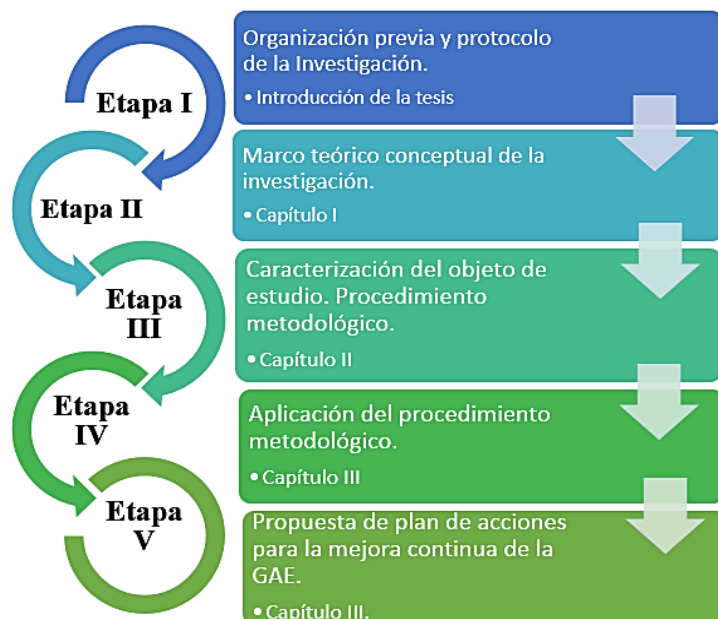 Etapa I
Organización previa y protocolo
de la Investigación.
• Introducción de la tesis
Etapa II
Marco teórico conceptual de la
investigación.
• Capítulo I
Etapa
III
Caracterización del objeto de
estudio. Procedimiento
metodológico.
• Capítulo II
Etapa
IV
Aplicación del procedimiento
metodológico.
• Capítulo III
Etapa
V
Propuesta de plan de acciones
para la mejora continua de la
GAE.
• Capítulo III.